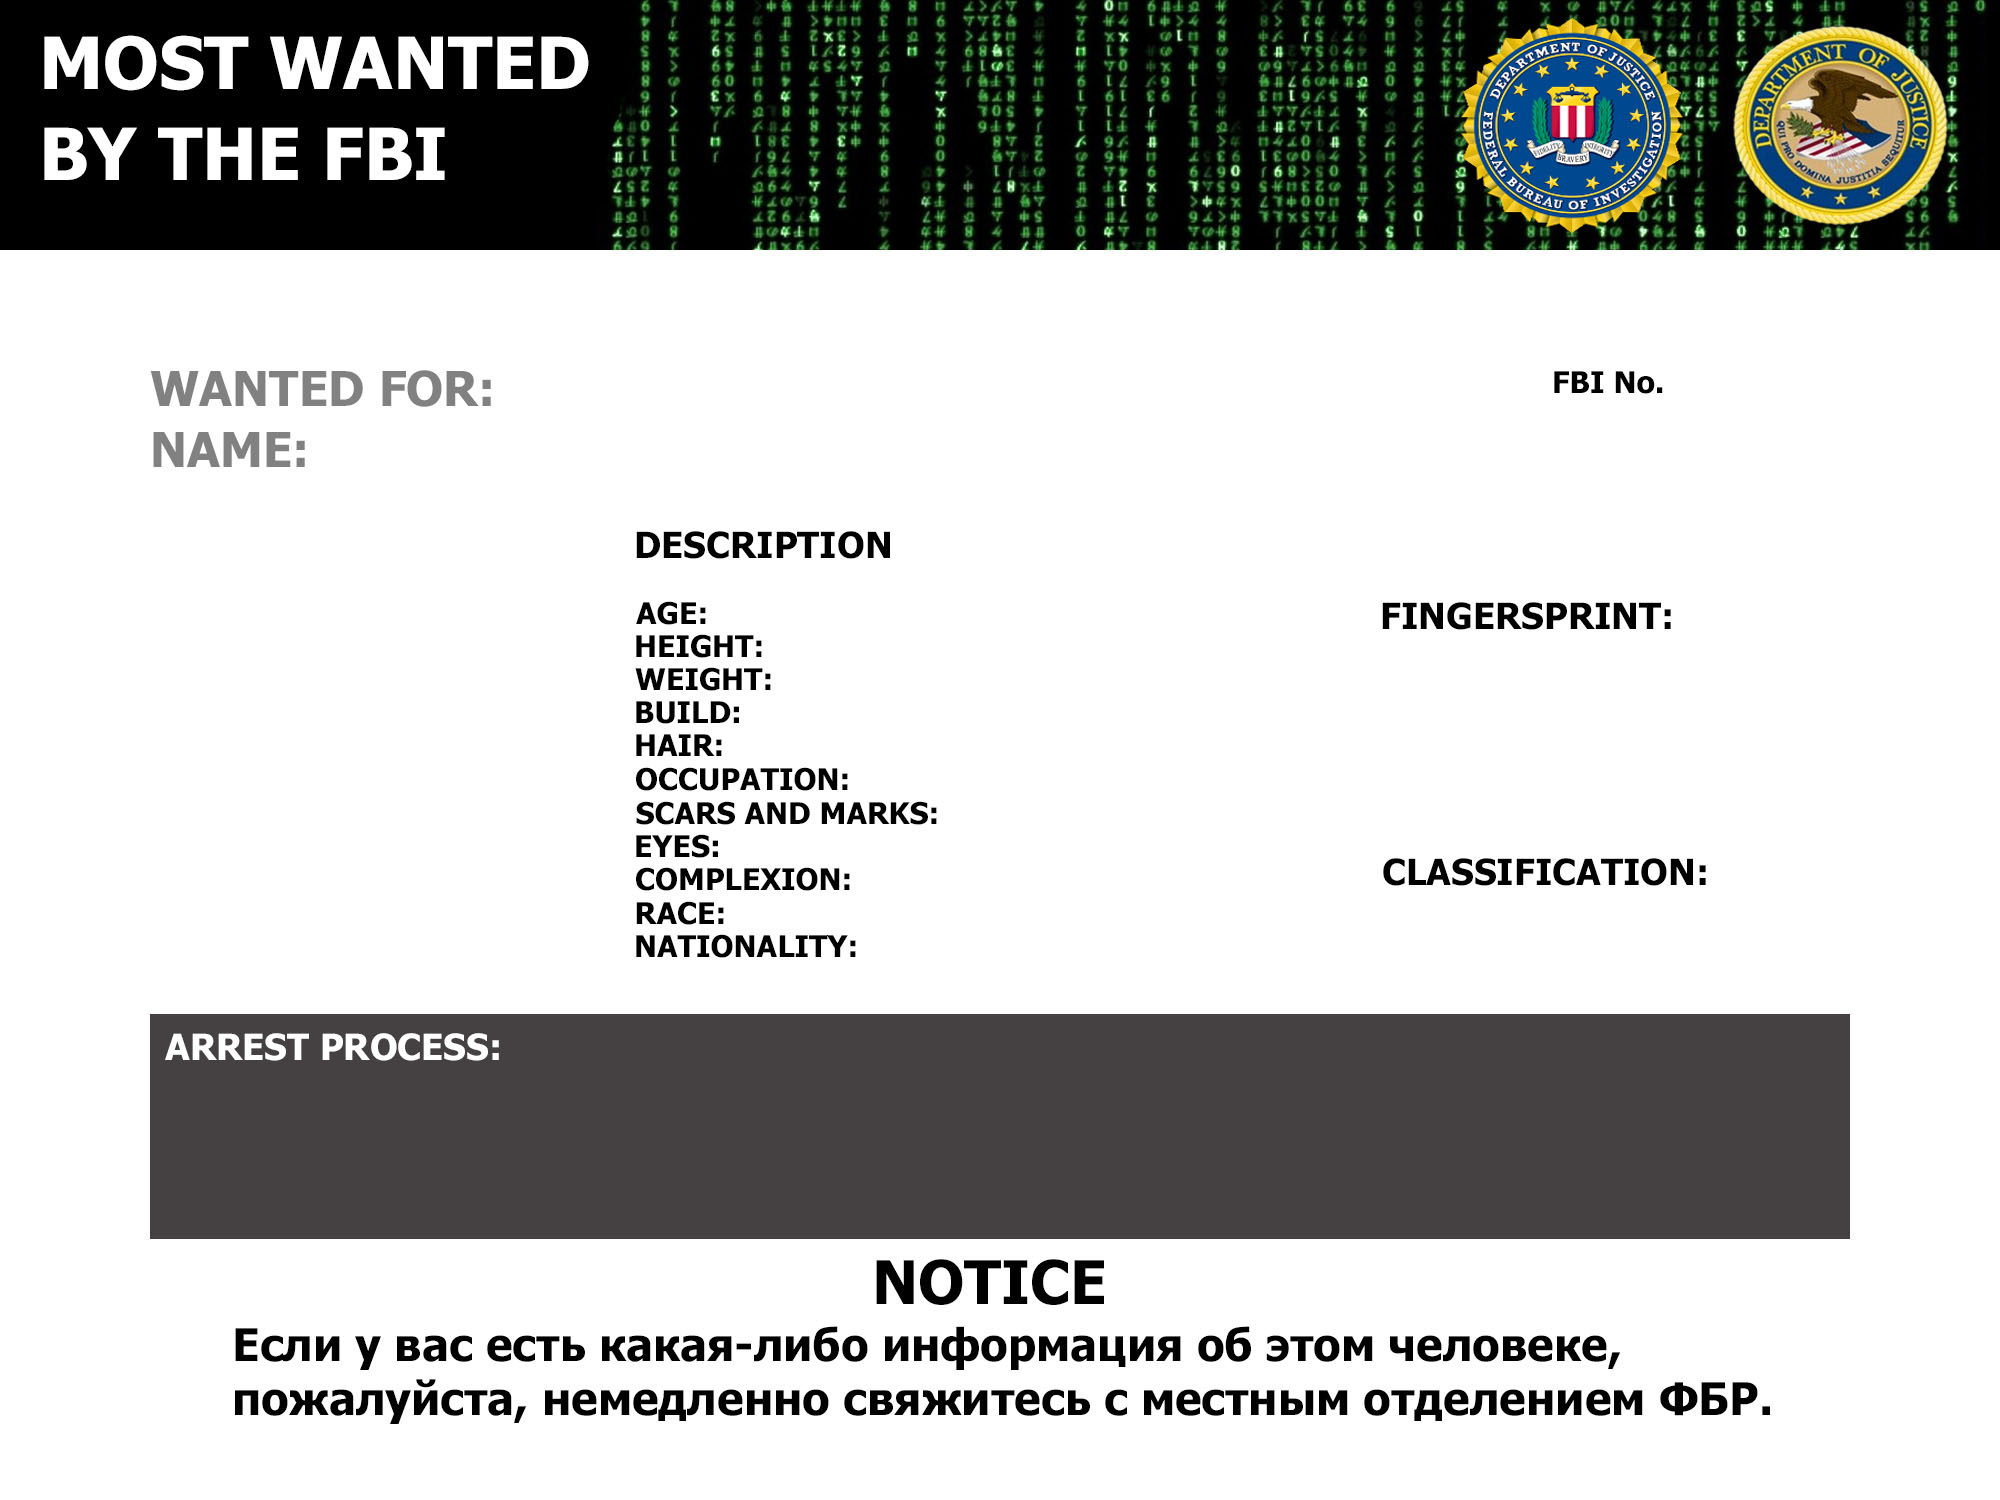 MOST WANTED
BY THE FBI
DEPARTMENT OF JUSTICE
FEDERAL BUREAU OF INVESTIGATION
FIDELITY BRAVERY INTEGRITY
DEPARTMENT OF JUSTICE
QUI PRO DOMINA JUSTITIA SEQUITUR
WANTED FOR:
FBI No.
NAME:
DESCRIPTION
AGE:
FINGERSPRINT:
HEIGHT:
WEIGHT:
BUILD:
HAIR:
OCCUPATION:
SCARS AND MARKS:
EYES:
COMPLEXION:
CLASSIFICATION:
RACE:
NATIONALITY:
ARREST PROCESS:
NOTICE
Если у вас есть какая-либо информация об этом человеке,
пожалуйста, немедленно свяжитесь с местным отделением ФБР.